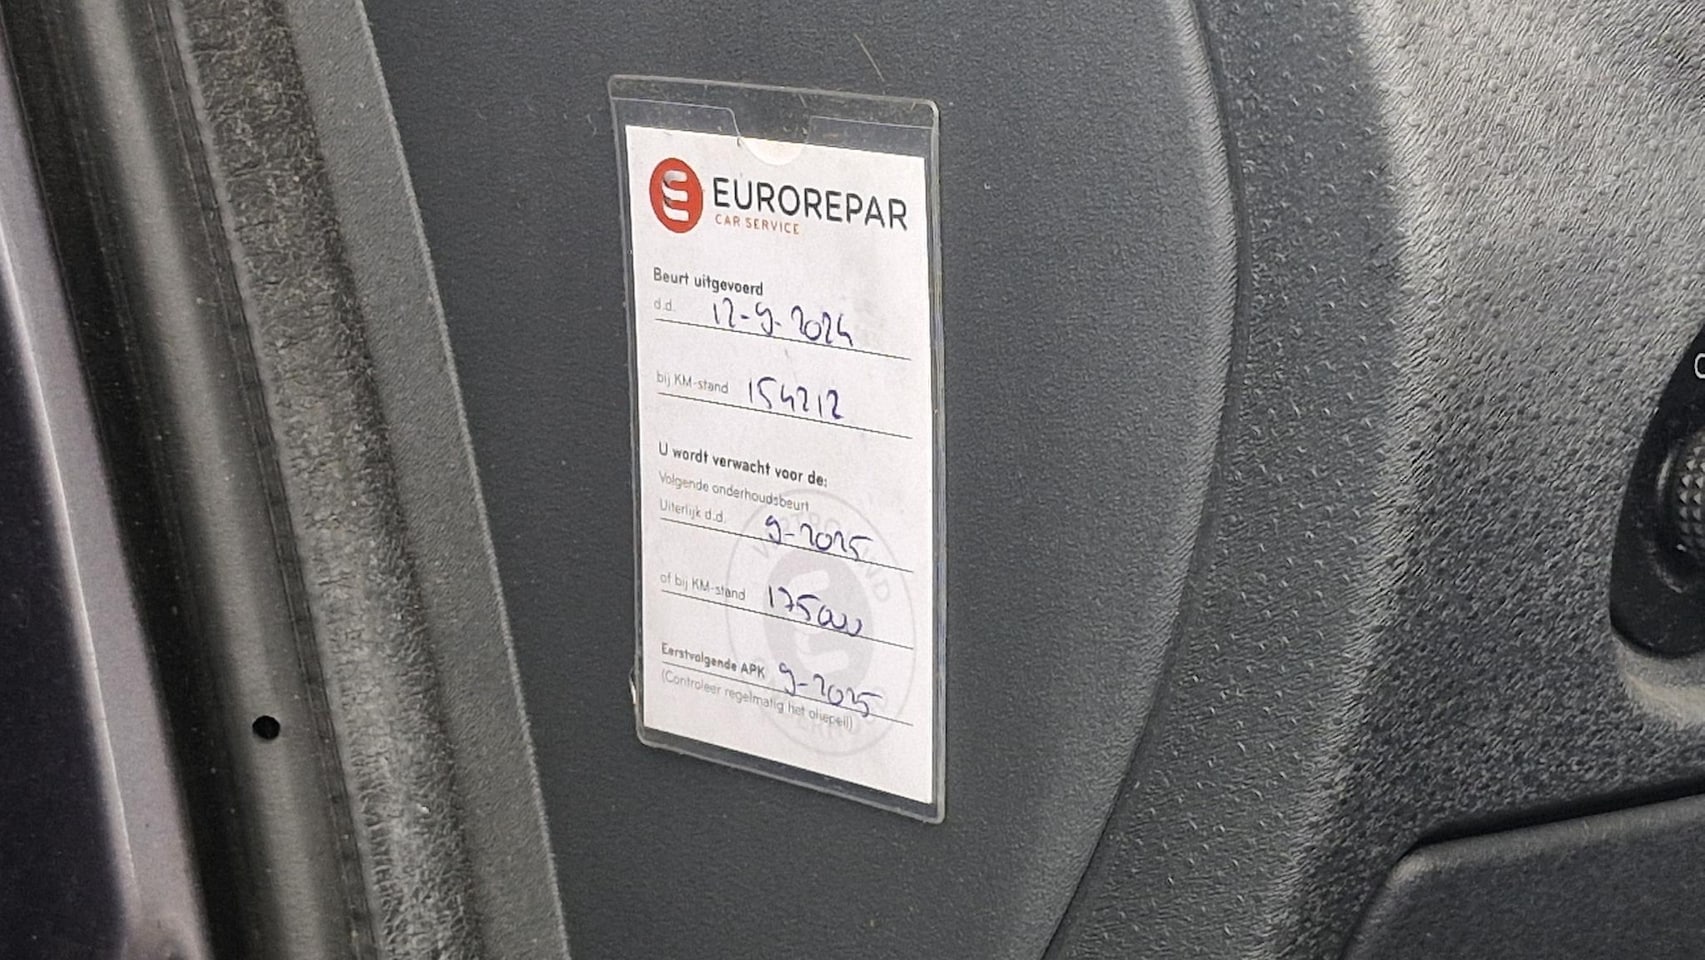 EUROREPAR
CAR SERVICE
Beurt uitgevoerd
d.d. 12-9-2024
bij KM-stand 154212
U wordt verwacht voor de:
Volgende onderhoudsbeurt
Uiterlijk d.d. 9-2025
of bij KM-stand 175000
Eerstvolgende APK 9-2025
(Controleer regelmatig het oliepeil)